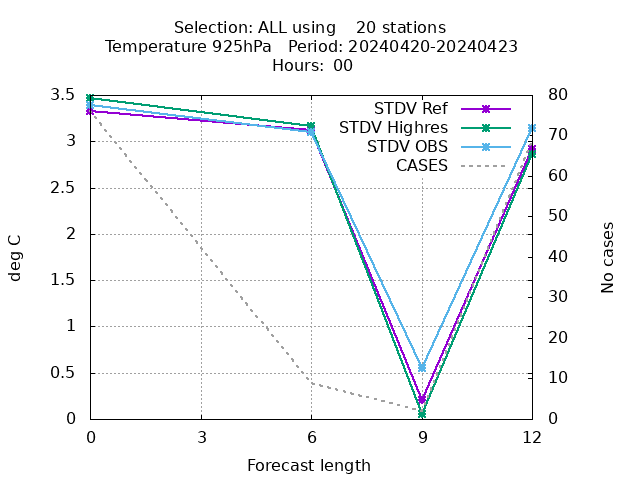 Selection: ALL using    20 stations
Temperature 925hPa   Period: 20240420-20240423
Hours:  00
STDV Ref
STDV Highres
STDV OBS
CASES
deg C
3.5
3
2.5
2
1.5
1
0.5
0
80
70
60
50
40
30
20
10
0
No cases
0 3 6 9 12
Forecast length